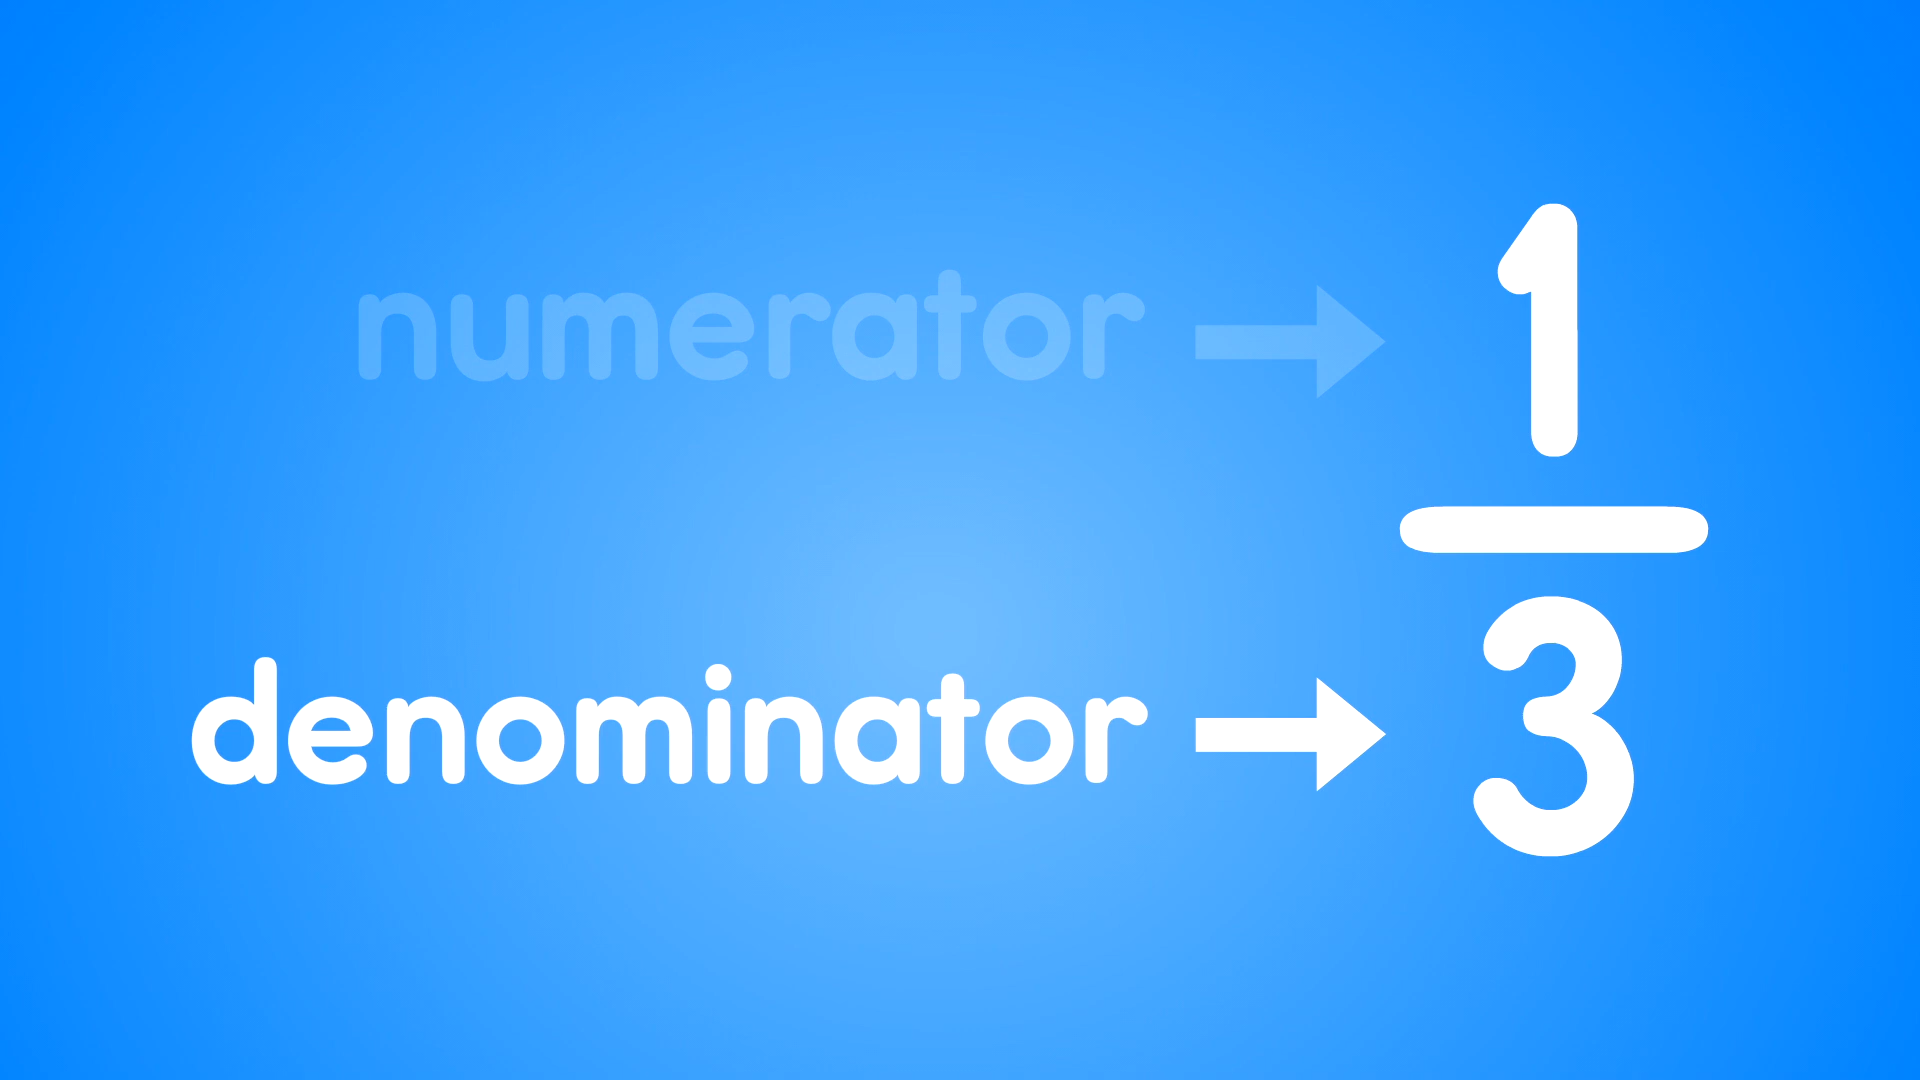 numerator → 1
denominator → 3